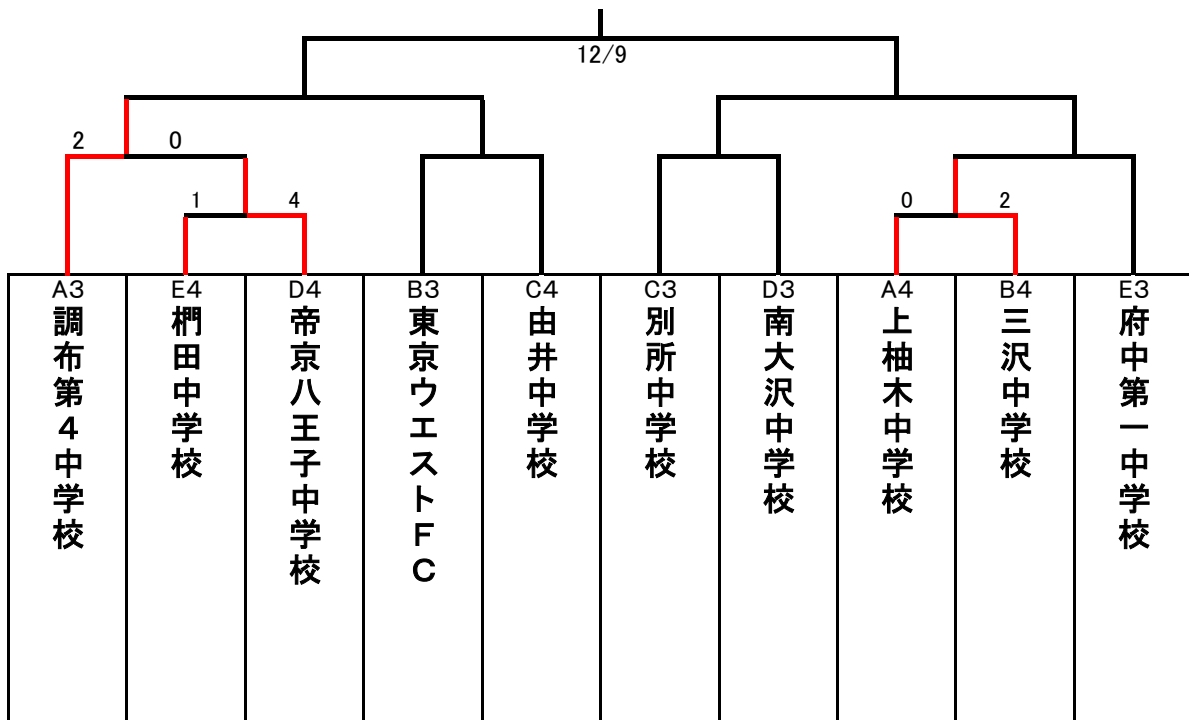 12/9
2
0
1
4
0
2
A3
調布第４中学校
E4
椚田中学校
D4
帝京八王子中学校
B3
東京ウエストＦＣ
C4
由井中学校
C3
別所中学校
D3
南大沢中学校
A4
上柚木中学校
B4
三沢中学校
E3
府中第一中学校